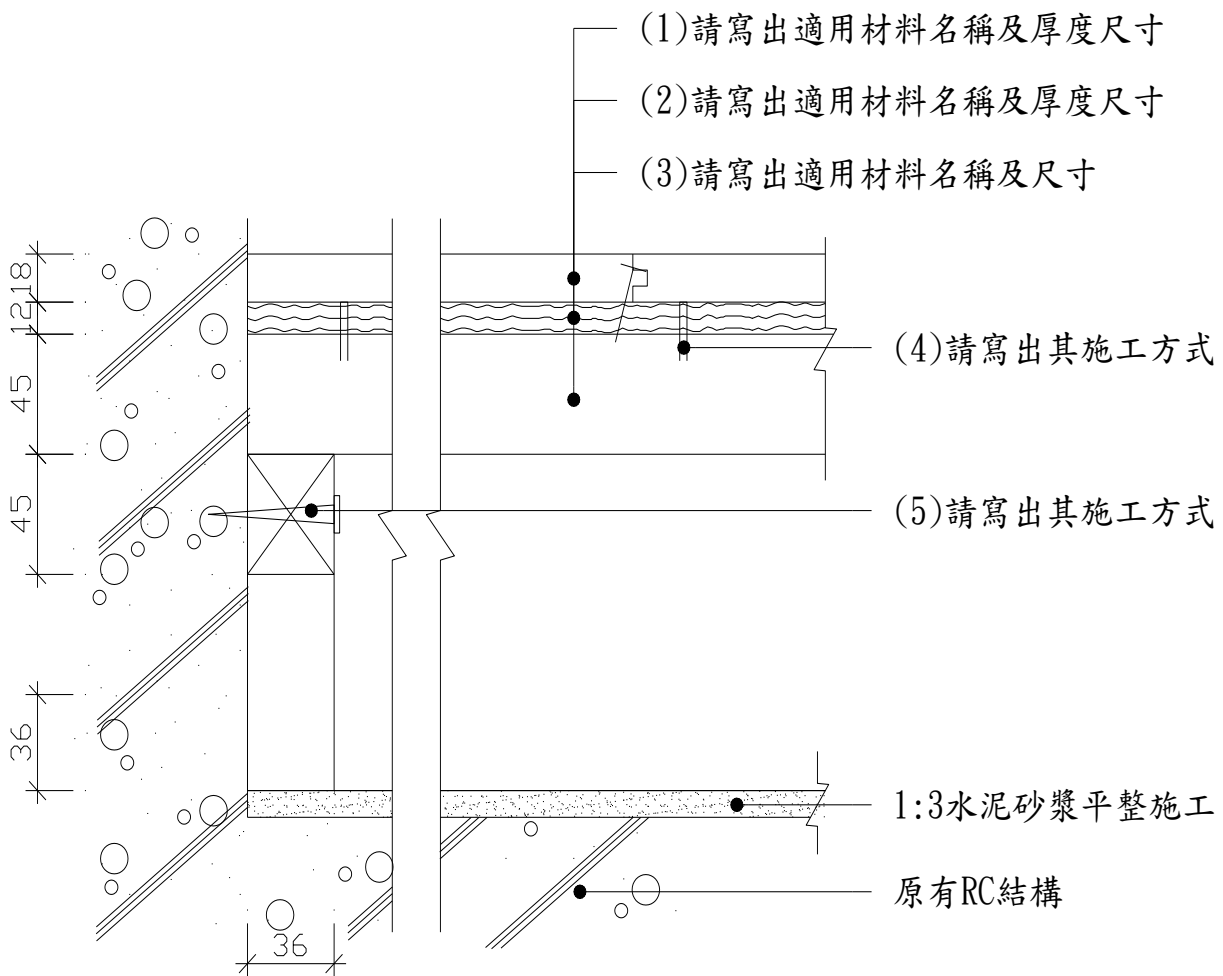 (1)請寫出適用材料名稱及厚度尺寸
(2)請寫出適用材料名稱及厚度尺寸
(3)請寫出適用材料名稱及尺寸
18
12
45
(4)請寫出其施工方式
45
(5)請寫出其施工方式
36
1:3水泥砂漿平整施工
原有RC結構
36